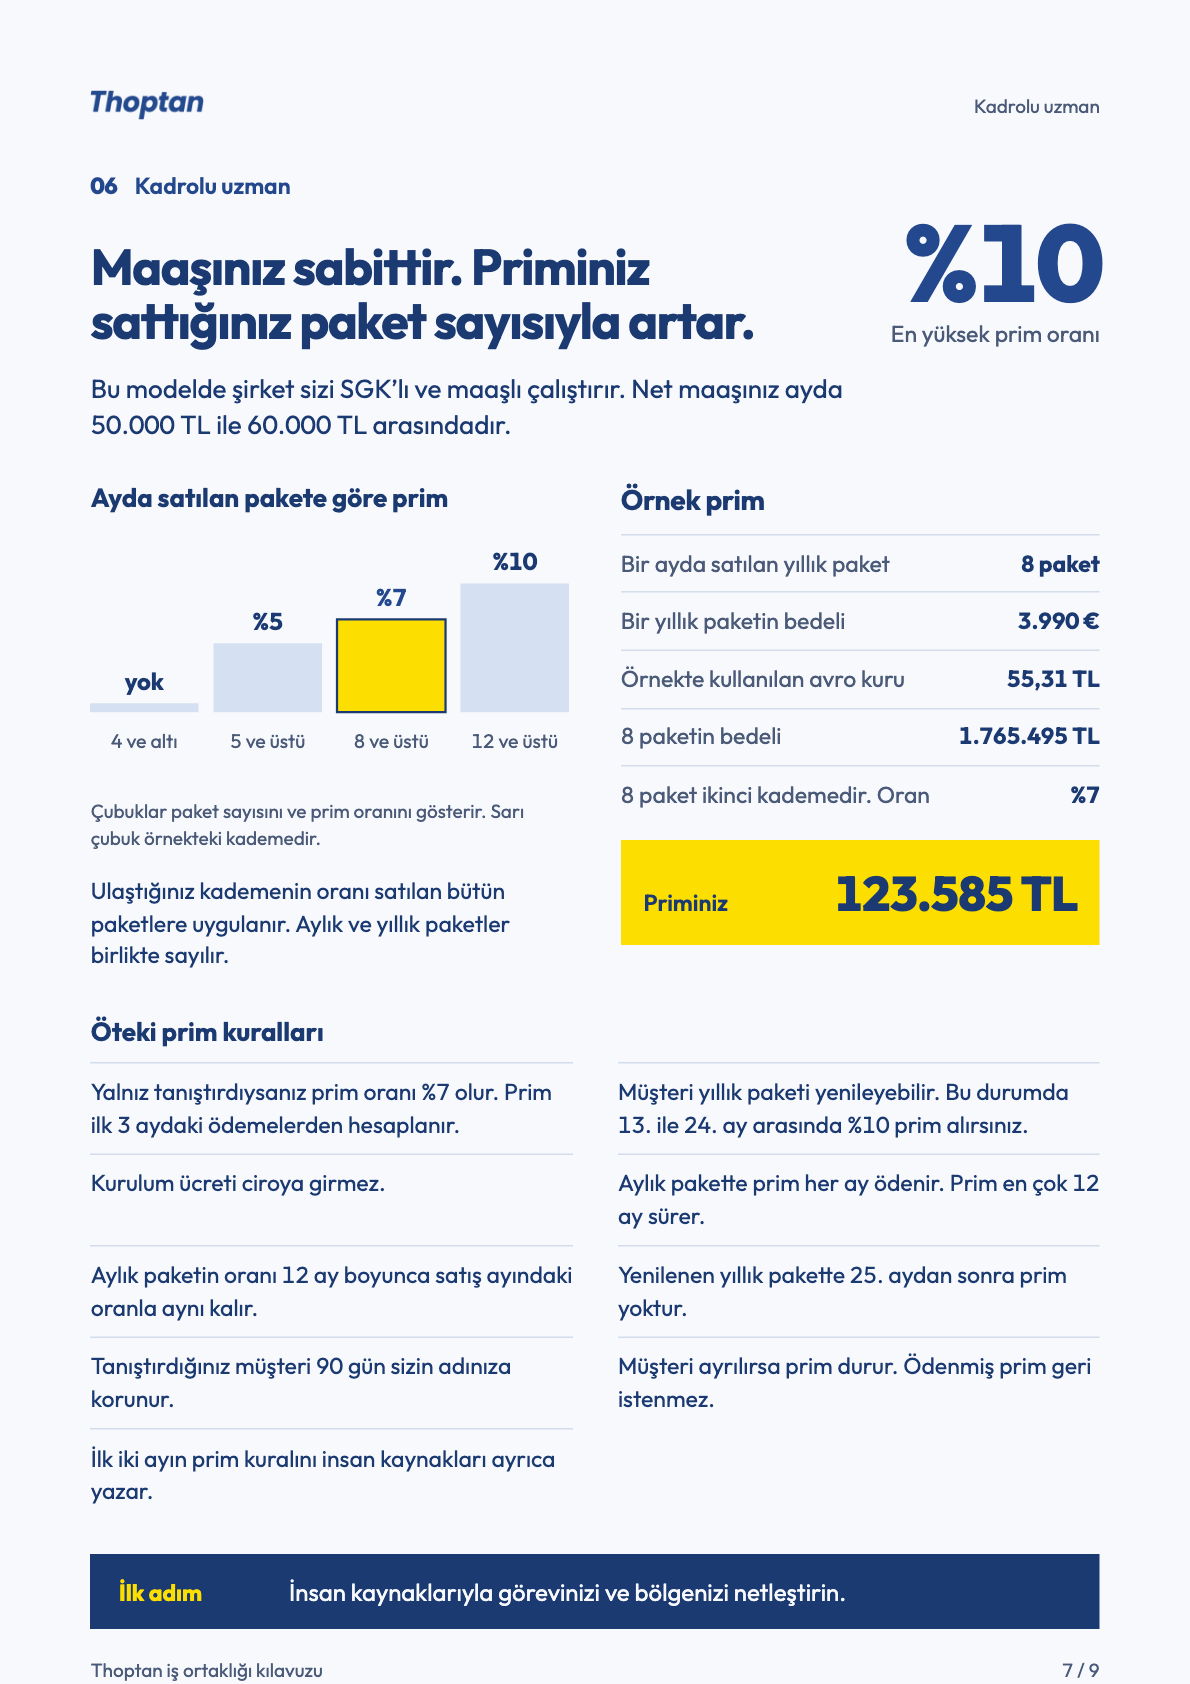 Thoptan
Kadrolu uzman
06 Kadrolu uzman
Maaşınız sabittir. Priminiz
sattığınız paket sayısıyla artar.
%10
En yüksek prim oranı
Bu modelde şirket sizi SGK’lı ve maaşlı çalıştırır. Net maaşınız ayda
50.000 TL ile 60.000 TL arasındadır.
Ayda satılan pakete göre prim
yok
%5
%7
%10
4 ve altı
5 ve üstü
8 ve üstü
12 ve üstü
Çubuklar paket sayısını ve prim oranını gösterir. Sarı
çubuk örnekteki kademedir.
Ulaştığınız kademenin oranı satılan bütün
paketlere uygulanır. Aylık ve yıllık paketler
birlikte sayılır.
Örnek prim
Bir ayda satılan yıllık paket 8 paket
Bir yıllık paketin bedeli 3.990 €
Örnekte kullanılan avro kuru 55,31 TL
8 paketin bedeli 1.765.495 TL
8 paket ikinci kademedir. Oran %7
Priminiz 123.585 TL
Öteki prim kuralları
Yalnız tanıştırdıysanız prim oranı %7 olur. Prim
ilk 3 aydaki ödemelerden hesaplanır.
Müşteri yıllık paketi yenileyebilir. Bu durumda
13. ile 24. ay arasında %10 prim alırsınız.
Kurulum ücreti ciroya girmez.
Aylık pakette prim her ay ödenir. Prim en çok 12
ay sürer.
Aylık paketin oranı 12 ay boyunca satış ayındaki
oranla aynı kalır.
Yenilenen yıllık pakette 25. aydan sonra prim
yoktur.
Tanıştırdığınız müşteri 90 gün sizin adınıza
korunur.
Müşteri ayrılırsa prim durur. Ödenmiş prim geri
istenmez.
İlk iki ayın prim kuralını insan kaynakları ayrıca
yazar.
İlk adım İnsan kaynaklarıyla görevinizi ve bölgenizi netleştirin.
Thoptan iş ortaklığı kılavuzu
7 / 9